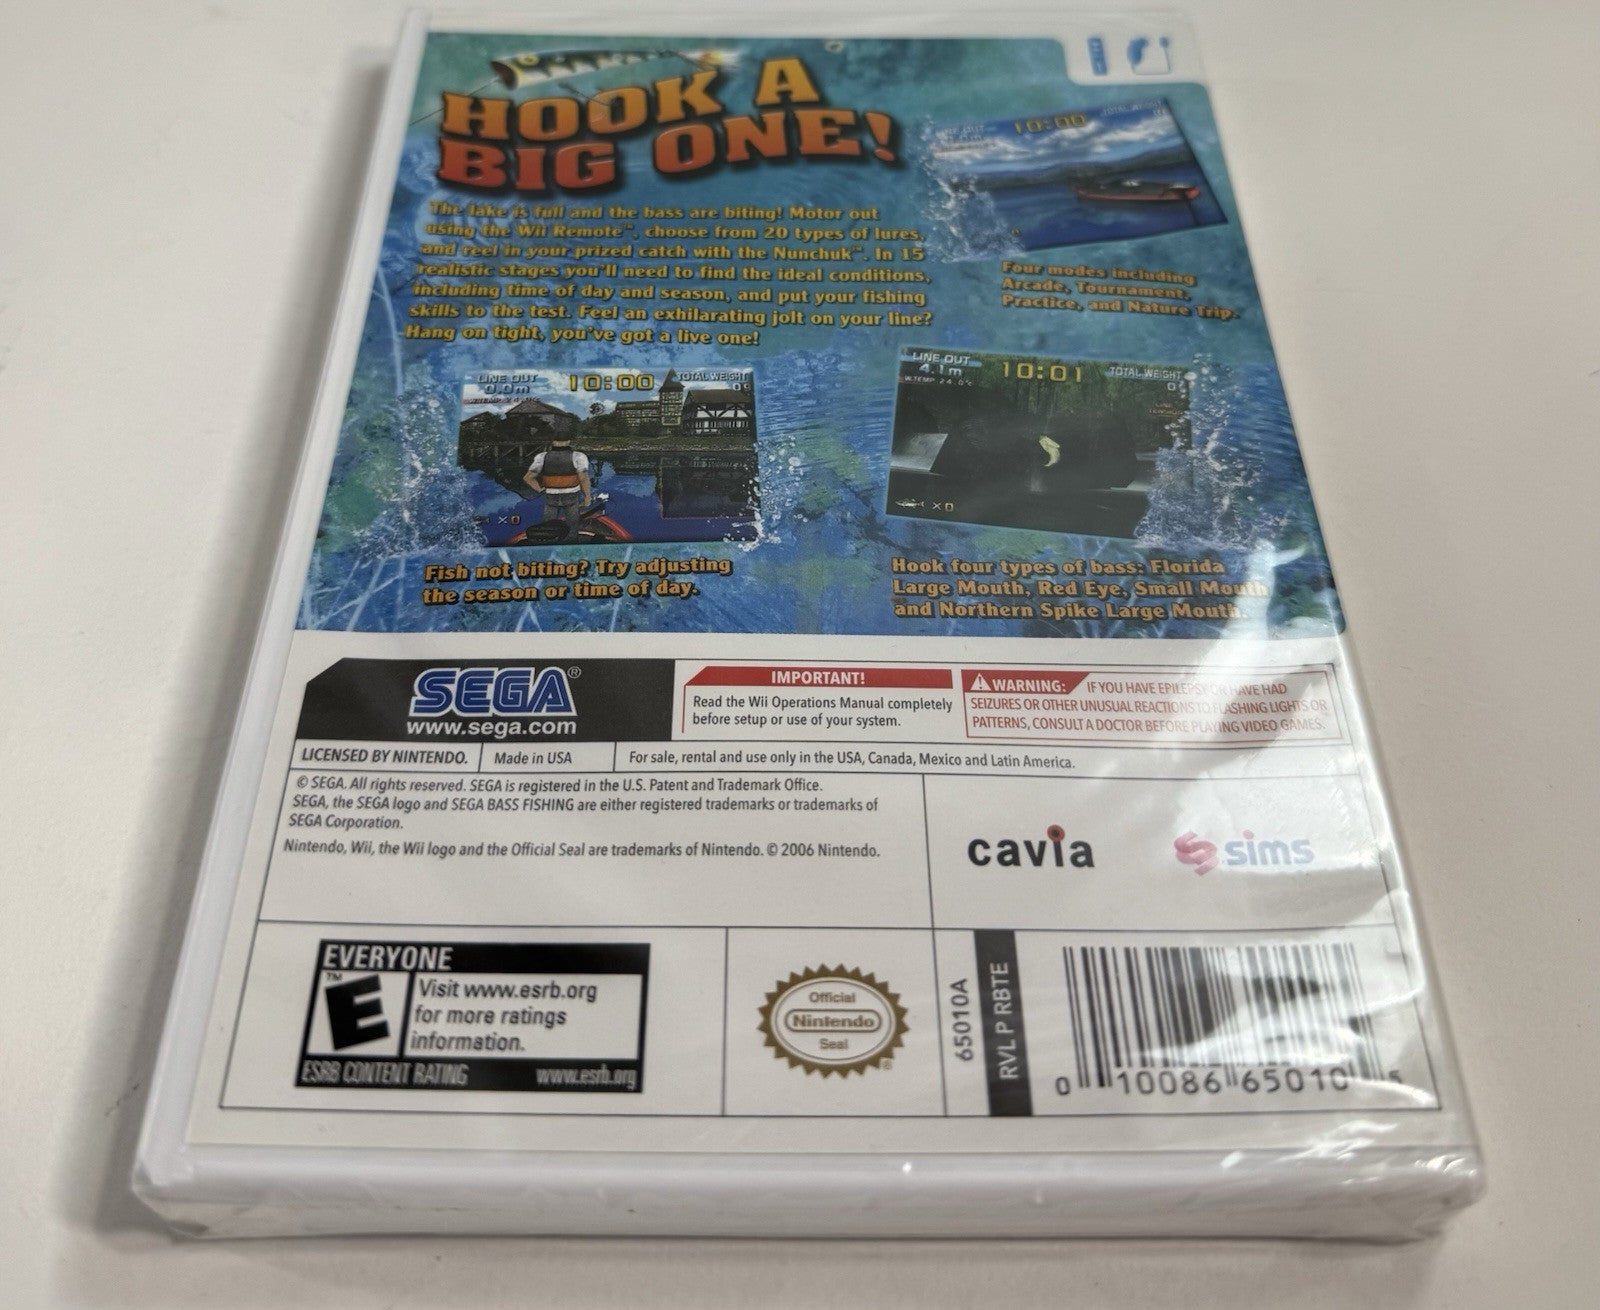 HOOK A
BIG ONE!
The lake is full and the bass are biting! Motor out
using the Wii Remote™, choose from 20 types of lures,
and reel in your prized catch with the Nunchuk™. In 15
realistic stages you'll need to find the ideal conditions,
including time of day and season, and put your fishing
skills to the test. Feel an exhilarating jolt on your line?
Hang on tight, you've got a live one!
LINE OUT
10:00
TOTAL WEIGHT
Four modes including
Arcade, Tournament,
Practice, and Nature Trip.
LINE OUT
0.0m
10:00
TOTAL WEIGHT
0g
×0
LINE OUT
4.1m
W.TEMP 24.0°c
10:01
TOTAL WEIGHT
×0
Fish not biting? Try adjusting
the season or time of day.
Hook four types of bass: Florida
Large Mouth, Red Eye, Small Mouth
and Northern Spike Large Mouth.
SEGA®
www.sega.com
IMPORTANT!
Read the Wii Operations Manual completely
before setup or use of your system.
WARNING: IF YOU HAVE EPILEPSY OR HAVE HAD
SEIZURES OR OTHER UNUSUAL REACTIONS TO FLASHING LIGHTS OR
PATTERNS, CONSULT A DOCTOR BEFORE PLAYING VIDEO GAMES.
LICENSED BY NINTENDO.
Made in USA
For sale, rental and use only in the USA, Canada, Mexico and Latin America.
© SEGA. All rights reserved. SEGA is registered in the U.S. Patent and Trademark Office.
SEGA, the SEGA logo and SEGA BASS FISHING are either registered trademarks or trademarks of
SEGA Corporation.
Nintendo, Wii, the Wii logo and the Official Seal are trademarks of Nintendo. © 2006 Nintendo.
cavia
sims
EVERYONE
E™
Visit www.esrb.org
for more ratings
information.
ESRB CONTENT RATING
www.esrb.org
Official
Nintendo
Seal
®
65010A
RVL P RBTE
0 10086 65010 5